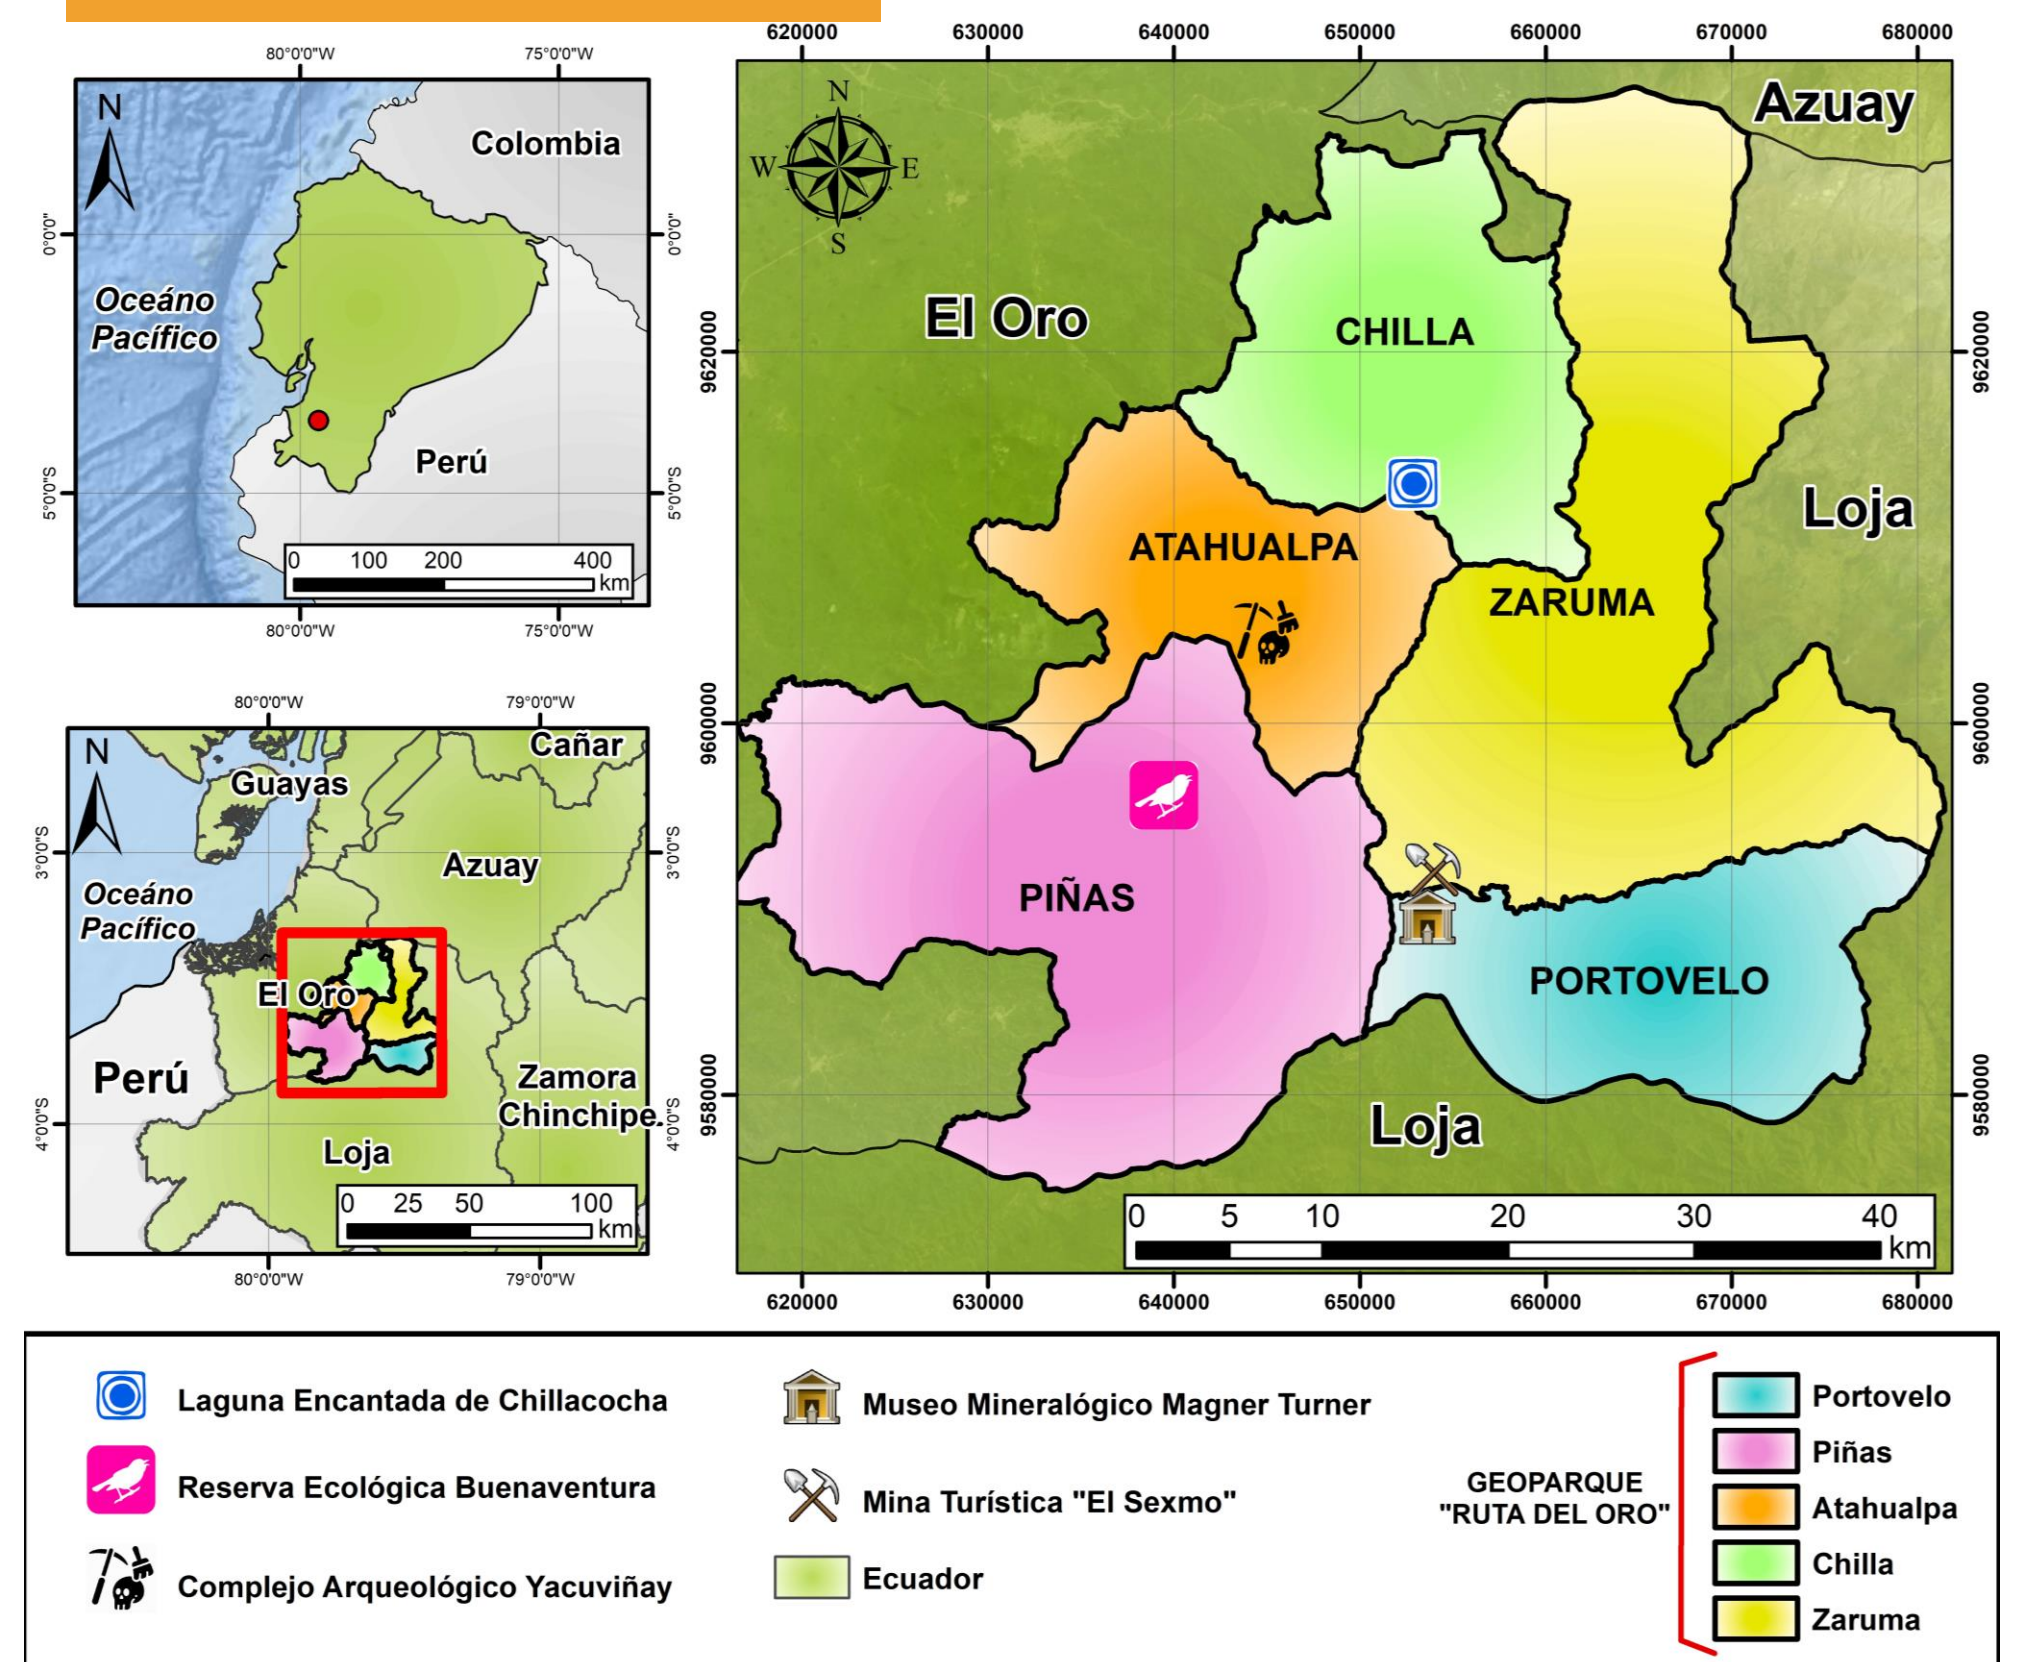 80°0'0"W 75°0'0"W
N
Colombia
0°0'0" 0°0'0"
Oceáno
Pacífico
Perú
5°0'0"S 5°0'0"S
0 100 200 400
km
80°0'0"W 75°0'0"W
80°0'0"W 79°0'0"W
N
Cañar
Guayas
3°0'0"S 3°0'0"S
Azuay
Oceáno
Pacífico
El Oro
Perú
Zamora
Chinchipe
4°0'0"S 4°0'0"S
Loja
0 25 50 100
km
80°0'0"W 79°0'0"W
620000 630000 640000 650000 660000 670000 680000
N
W E
S
Azuay
El Oro
CHILLA
9620000 9620000
Loja
ATAHUALPA
ZARUMA
9600000 9600000
PIÑAS
PORTOVELO
9580000 9580000
Loja
0 5 10 20 30 40
km
620000 630000 640000 650000 660000 670000 680000
Laguna Encantada de Chillacocha
Reserva Ecológica Buenaventura
Complejo Arqueológico Yacuviñay
Museo Mineralógico Magner Turner
Mina Turística "El Sexmo"
Ecuador
GEOPARQUE
"RUTA DEL ORO"
Portovelo
Piñas
Atahualpa
Chilla
Zaruma